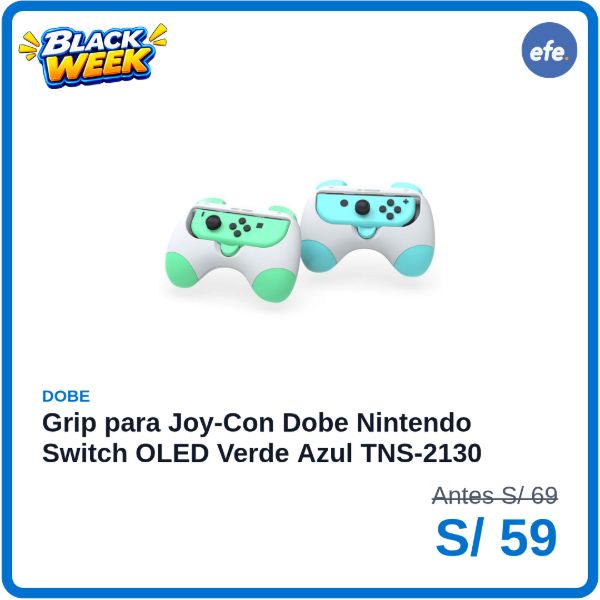 BLACK
WEEK
efe.
DOBE
Grip para Joy-Con Dobe Nintendo
Switch OLED Verde Azul TNS-2130
Antes S/ 69
S/ 59